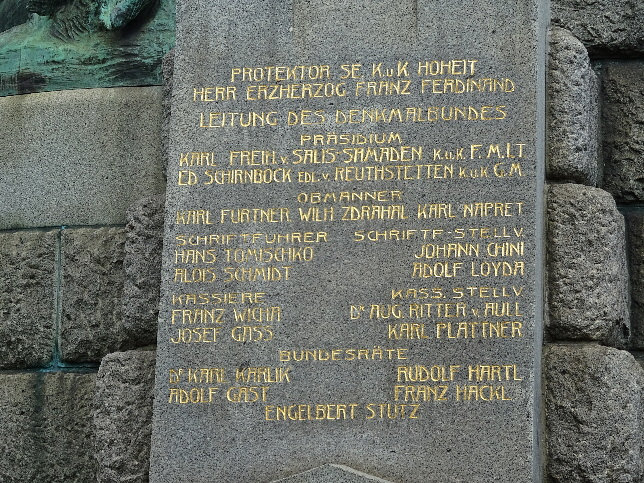 PROTEKTOR SE. K.U.K HOHEIT
HERR ERZHERZOG FRANZ FERDINAND
LEITUNG DES DENKMALBUNDES
PRÄSIDIUM
KARL FREIH. V. SALIS-SAMADEN K.U.K F.M.L.T
ED. SCHIRNBÖCK EDL. V. REUTHSTETTEN K.U.K G.M
OBMÄNNER
KARL FURTNER WILH ZDRAHAL KARL NAPRET
SCHRIFTFÜHRER SCHRIFTF.-STELLV.
HANS TOMISCHKO JOHANN CHINI
ALOIS SCHMIDT ADOLF LOYDA
KASSIERE KASS. STELLV
FRANZ WICHA DR AUG. RITTER V. AULL
JOSEF GASS KARL PLATTNER
BUNDESRÄTE
DR KARL KARLIK RUDOLF HARTL
ADOLF GAST FRANZ HACKL
ENGELBERT STUTZ